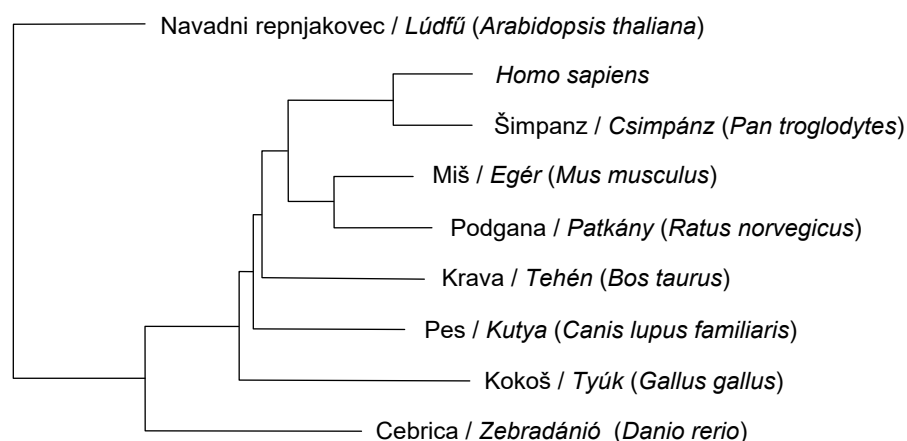 Navadni repnjakovec / Lúdfű (Arabidopsis thaliana)
Homo sapiens
Šimpanz / Csimpánz (Pan troglodytes)
Miš / Egér (Mus musculus)
Podgana / Patkány (Ratus norvegicus)
Krava / Tehén (Bos taurus)
Pes / Kutya (Canis lupus familiaris)
Kokoš / Tyúk (Gallus gallus)
Cebrica / Zebradánió (Danio rerio)